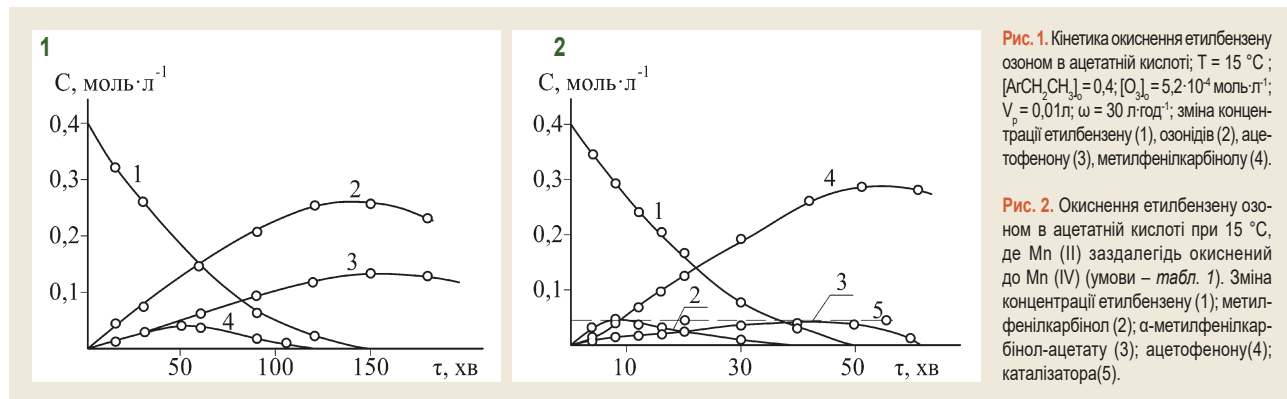 1
C, моль·л⁻¹
0,4
0,3
0,2
0,1
1
2
3
4
50
100
150
τ, хв
2
C, моль·л⁻¹
0,4
0,3
0,2
0,1
1
4
2
3
5
10
30
50
τ, хв
Рис. 1. Кінетика окиснення етилбензену
озоном в ацетатній кислоті; T = 15 °C ;
[ArCH₂CH₃]ₒ= 0,4; [O₃]ₒ = 5,2·10⁻⁴ моль·л⁻¹;
Vₚ = 0,01л; ω = 30 л·год⁻¹; зміна концен-
трації етилбензену (1), озонідів (2), аце-
тофенону (3), метилфенілкарбінолу (4).
Рис. 2. Окиснення етилбензену озо-
ном в ацетатній кислоті при 15 °C,
де Mn (II) заздалегідь окиснений
до Mn (IV) (умови – табл. 1). Зміна
концентрації етилбензену (1); метил-
фенілкарбінол (2); α-метилфенілкар-
бінол-ацетату (3); ацетофенону(4);
каталізатора(5).